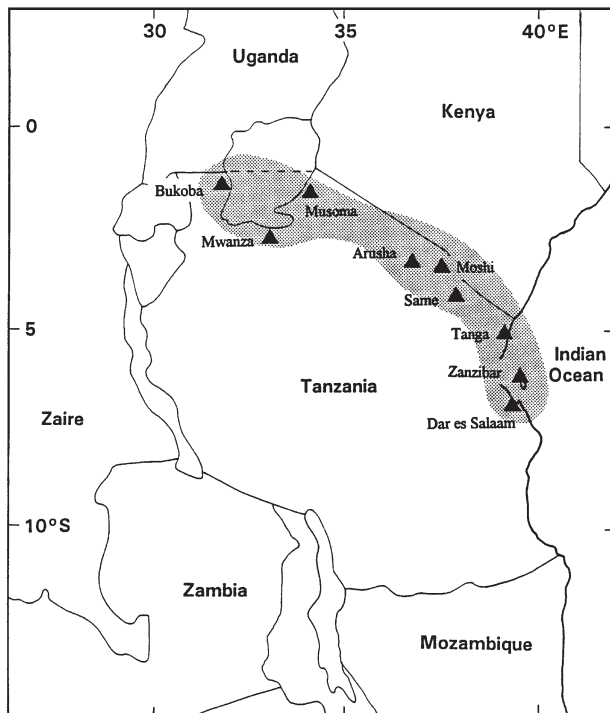 30 35 40°E
Uganda
Kenya
0
Bukoba
Musoma
Mwanza
Arusha
Moshi
Same
5
Tanga
Indian
Ocean
Zanzibar
Tanzania
Zaire
Dar es Salaam
10°S
Zambia
Mozambique